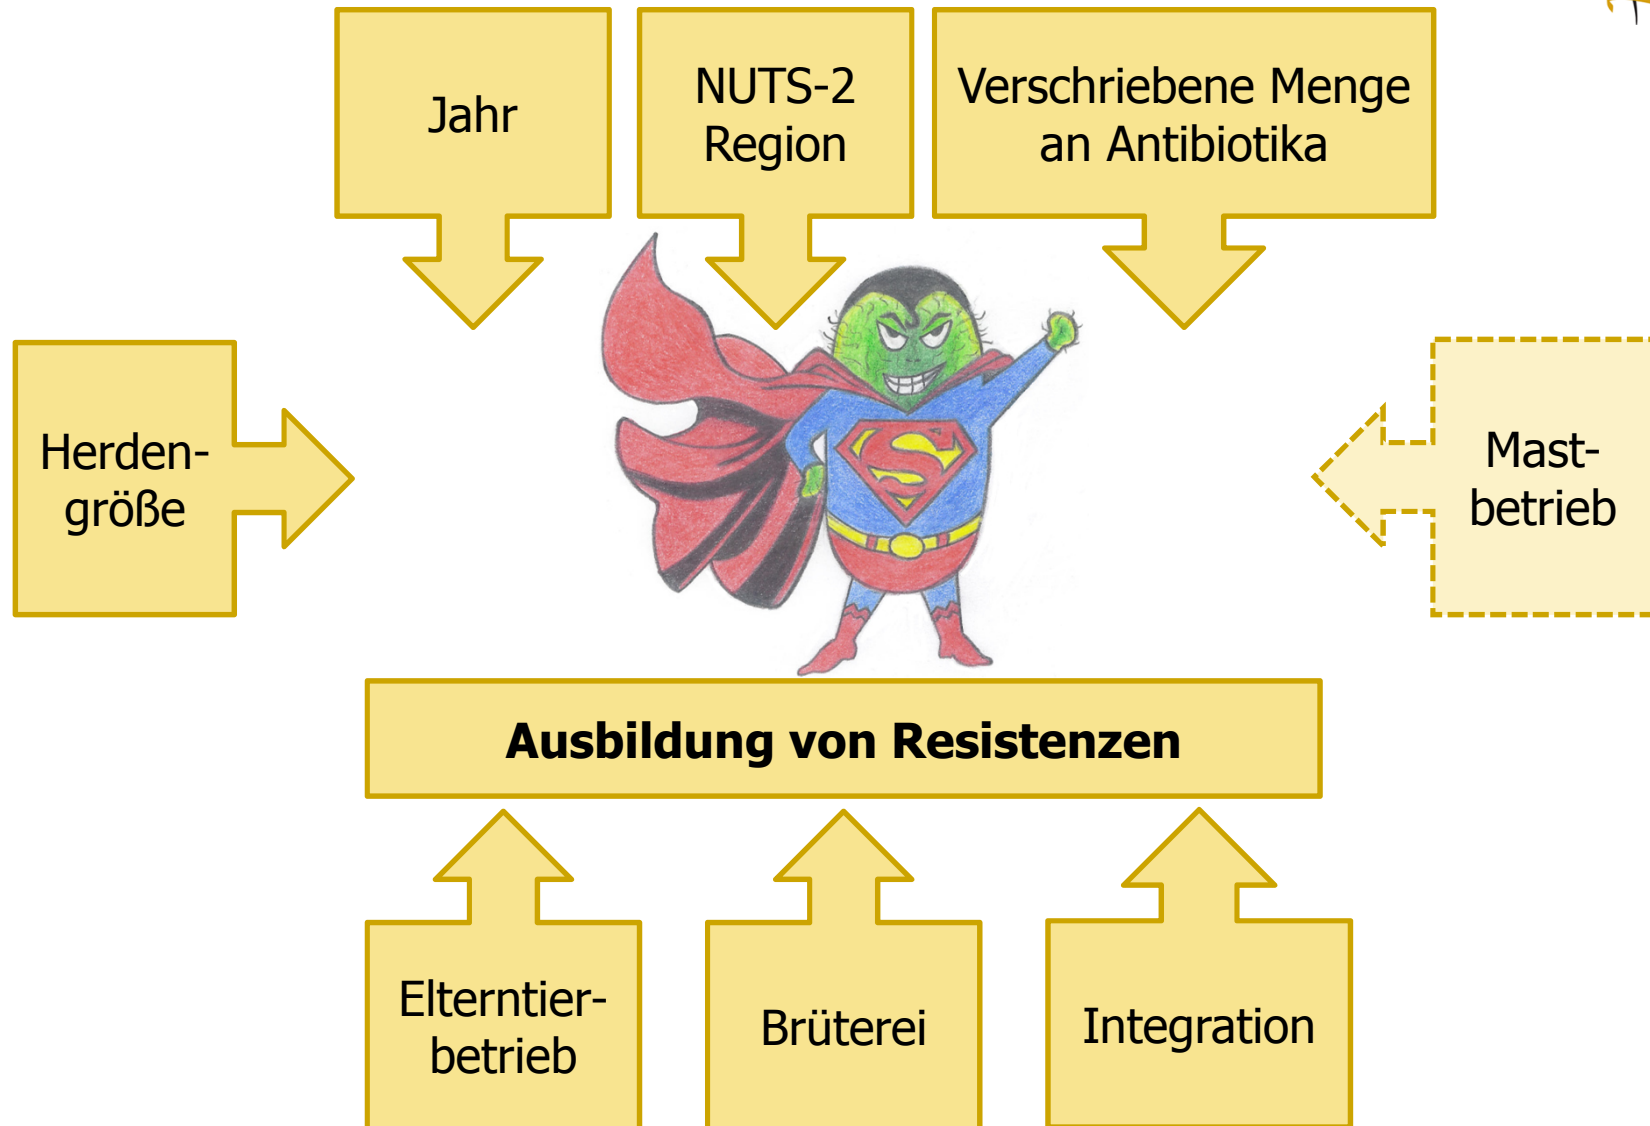 Jahr
NUTS-2
Region
Verschriebene Menge
an Antibiotika
Herden-
größe
S
Mast-
betrieb
Ausbildung von Resistenzen
Elterntier-
betrieb
Brüterei
Integration